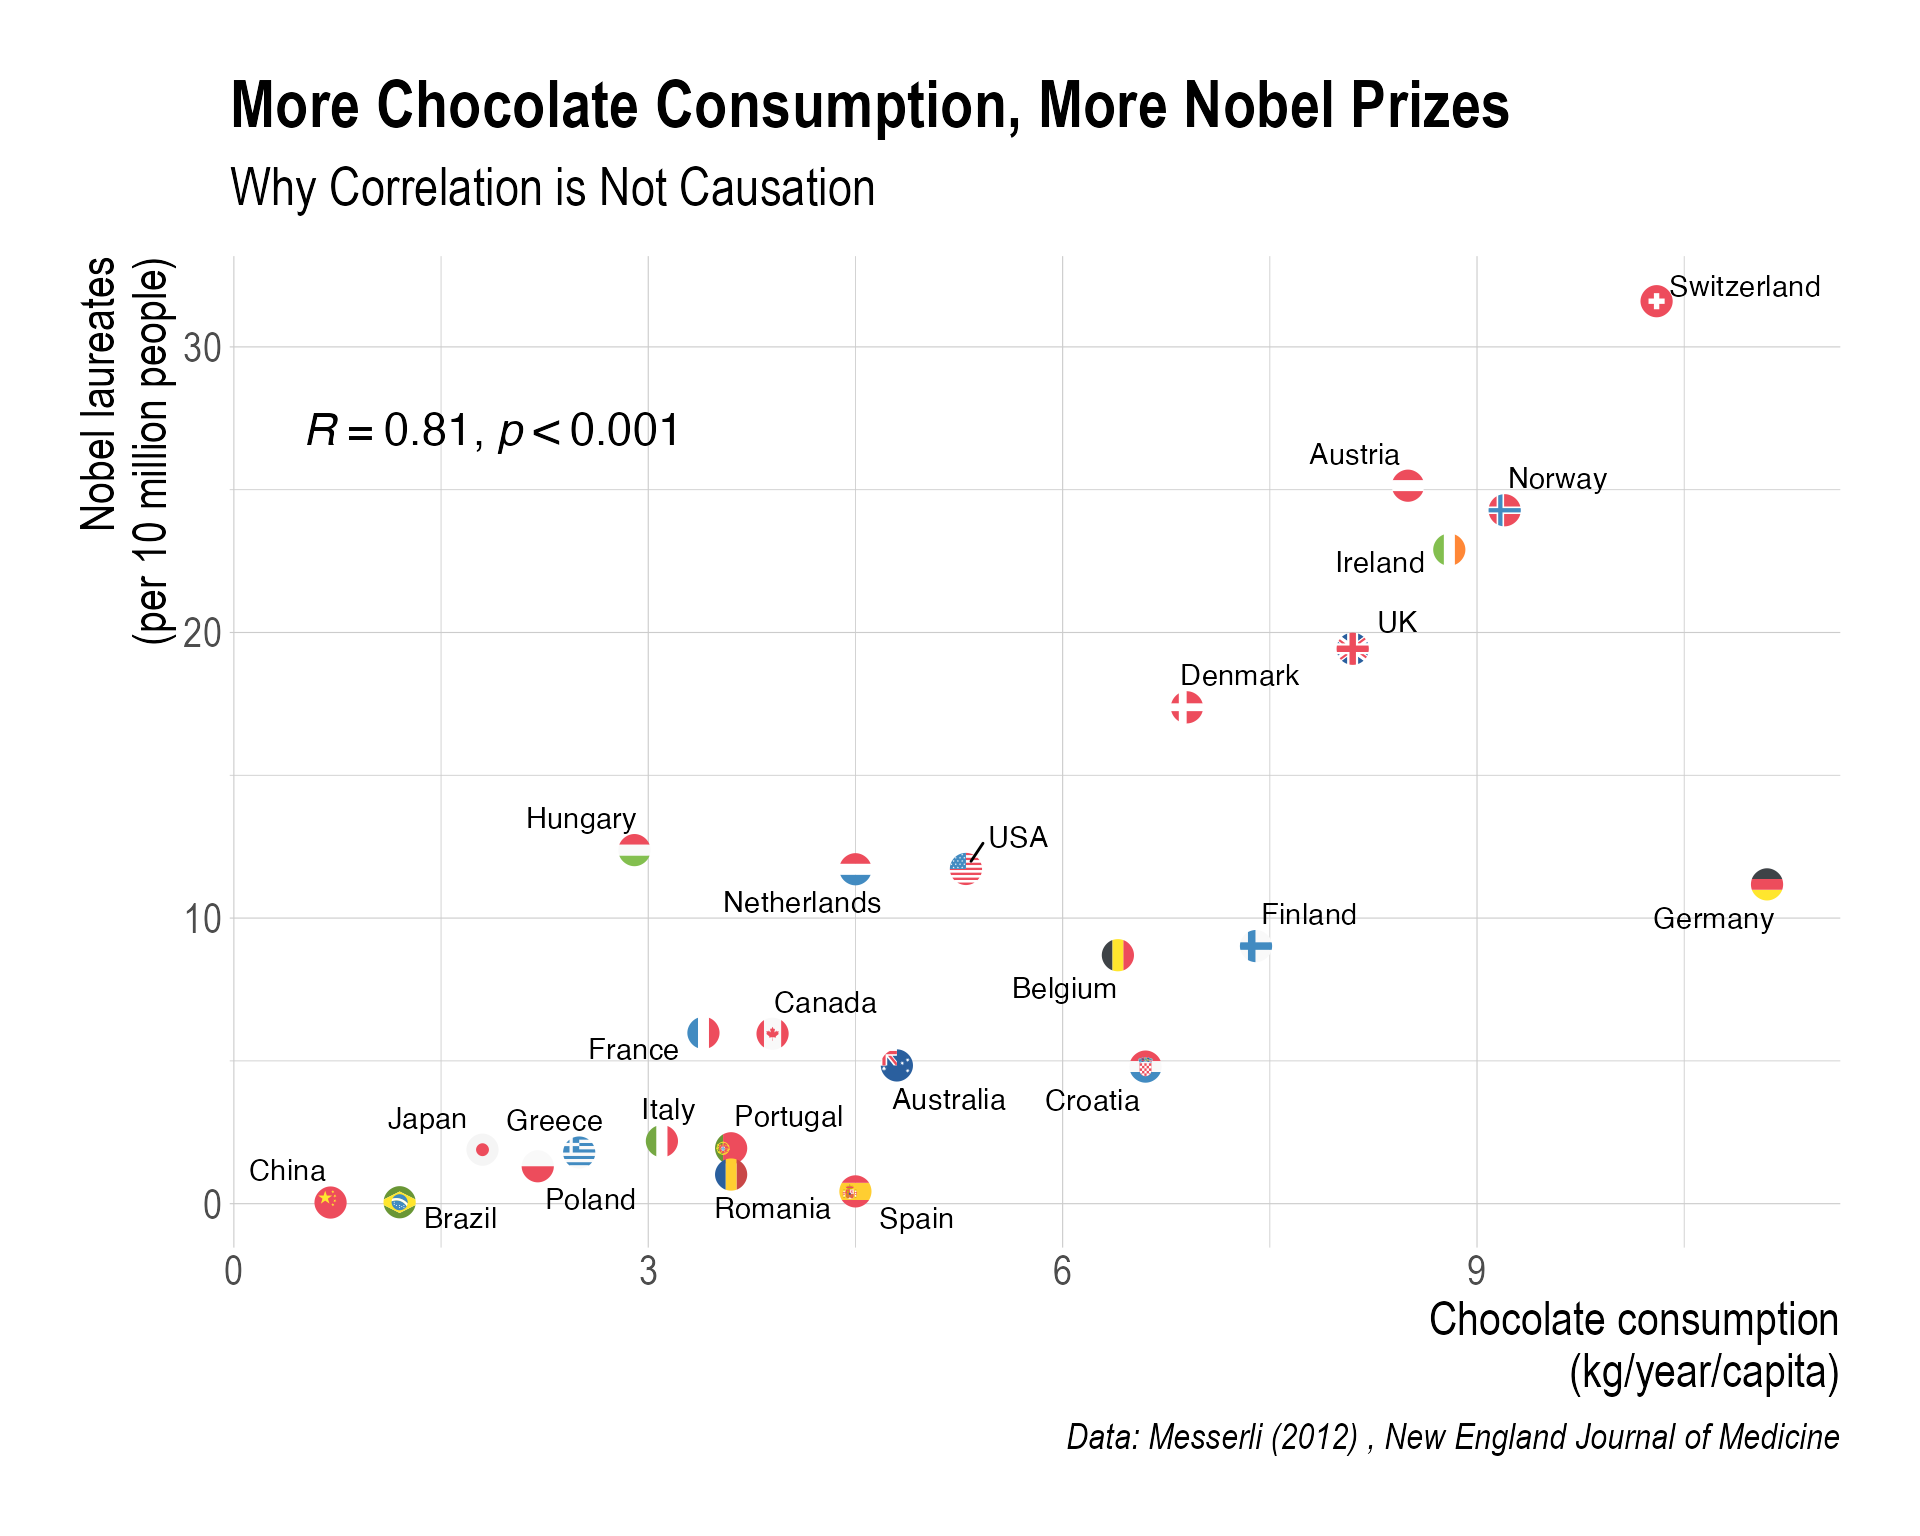 More Chocolate Consumption, More Nobel Prizes
Why Correlation is Not Causation
Nobel laureates
(per 10 million people)
30
20
10
0
R = 0.81, p < 0.001
Switzerland
Austria
Norway
Ireland
UK
Denmark
Hungary
USA
Netherlands
Germany
Finland
Belgium
Canada
France
Australia
Croatia
Italy
Portugal
Japan
Greece
China
Poland
Romania
Brazil
Spain
0
3
6
9
Chocolate consumption
(kg/year/capita)
Data: Messerli (2012) , New England Journal of Medicine